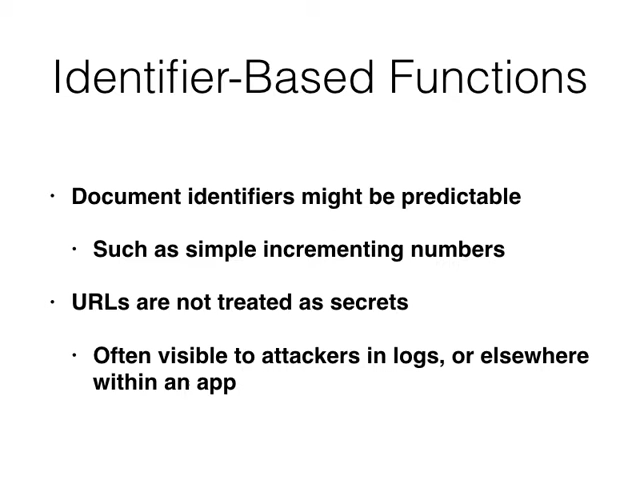 Identifier-Based Functions
• Document identifiers might be predictable
• Such as simple incrementing numbers
• URLs are not treated as secrets
• Often visible to attackers in logs, or elsewhere
within an app